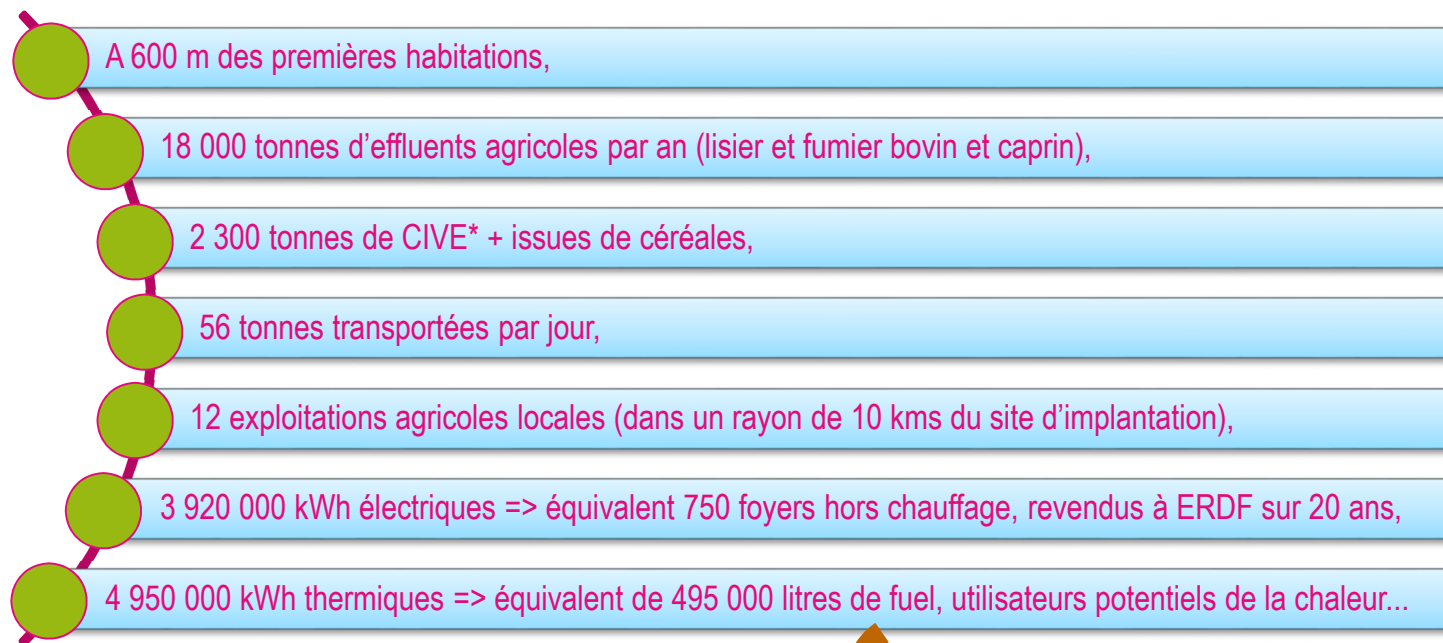 A 600 m des premières habitations,
18 000 tonnes d’effluents agricoles par an (lisier et fumier bovin et caprin),
2 300 tonnes de CIVE* + issues de céréales,
56 tonnes transportées par jour,
12 exploitations agricoles locales (dans un rayon de 10 kms du site d’implantation),
3 920 000 kWh électriques => équivalent 750 foyers hors chauffage, revendus à ERDF sur 20 ans,
4 950 000 kWh thermiques => équivalent de 495 000 litres de fuel, utilisateurs potentiels de la chaleur...